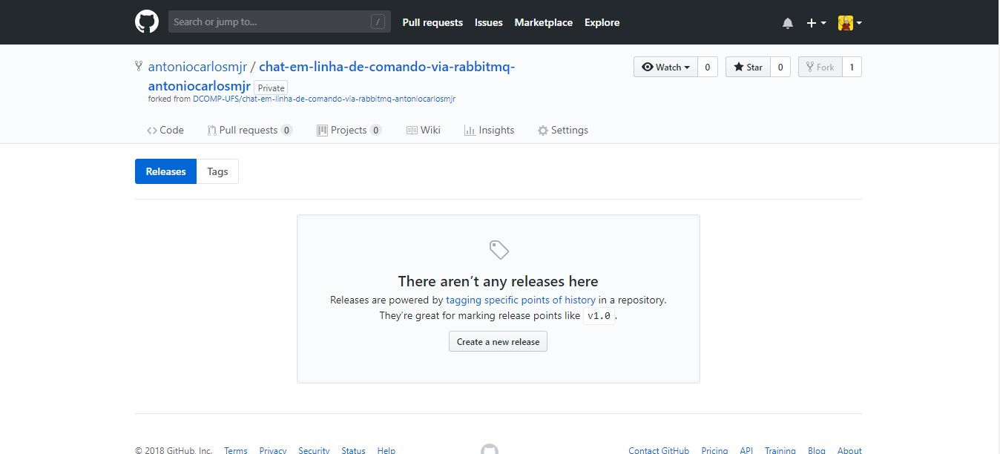 Search or jump to... / Pull requests Issues Marketplace Explore
antoniocarlosmjr / chat-em-linha-de-comando-via-rabbitmq-
antoniocarlosmjr Private
forked from DCOMP-UFS/chat-em-linha-de-comando-via-rabbitmq-antoniocarlosmjr
Watch 0 Star 0 Fork 1
Code Pull requests 0 Projects 0 Wiki Insights Settings
Releases Tags
There aren’t any releases here
Releases are powered by tagging specific points of history in a repository.
They’re great for marking release points like v1.0.
Create a new release
© 2018 GitHub, Inc. Terms Privacy Security Status Help Contact GitHub Pricing API Training Blog About